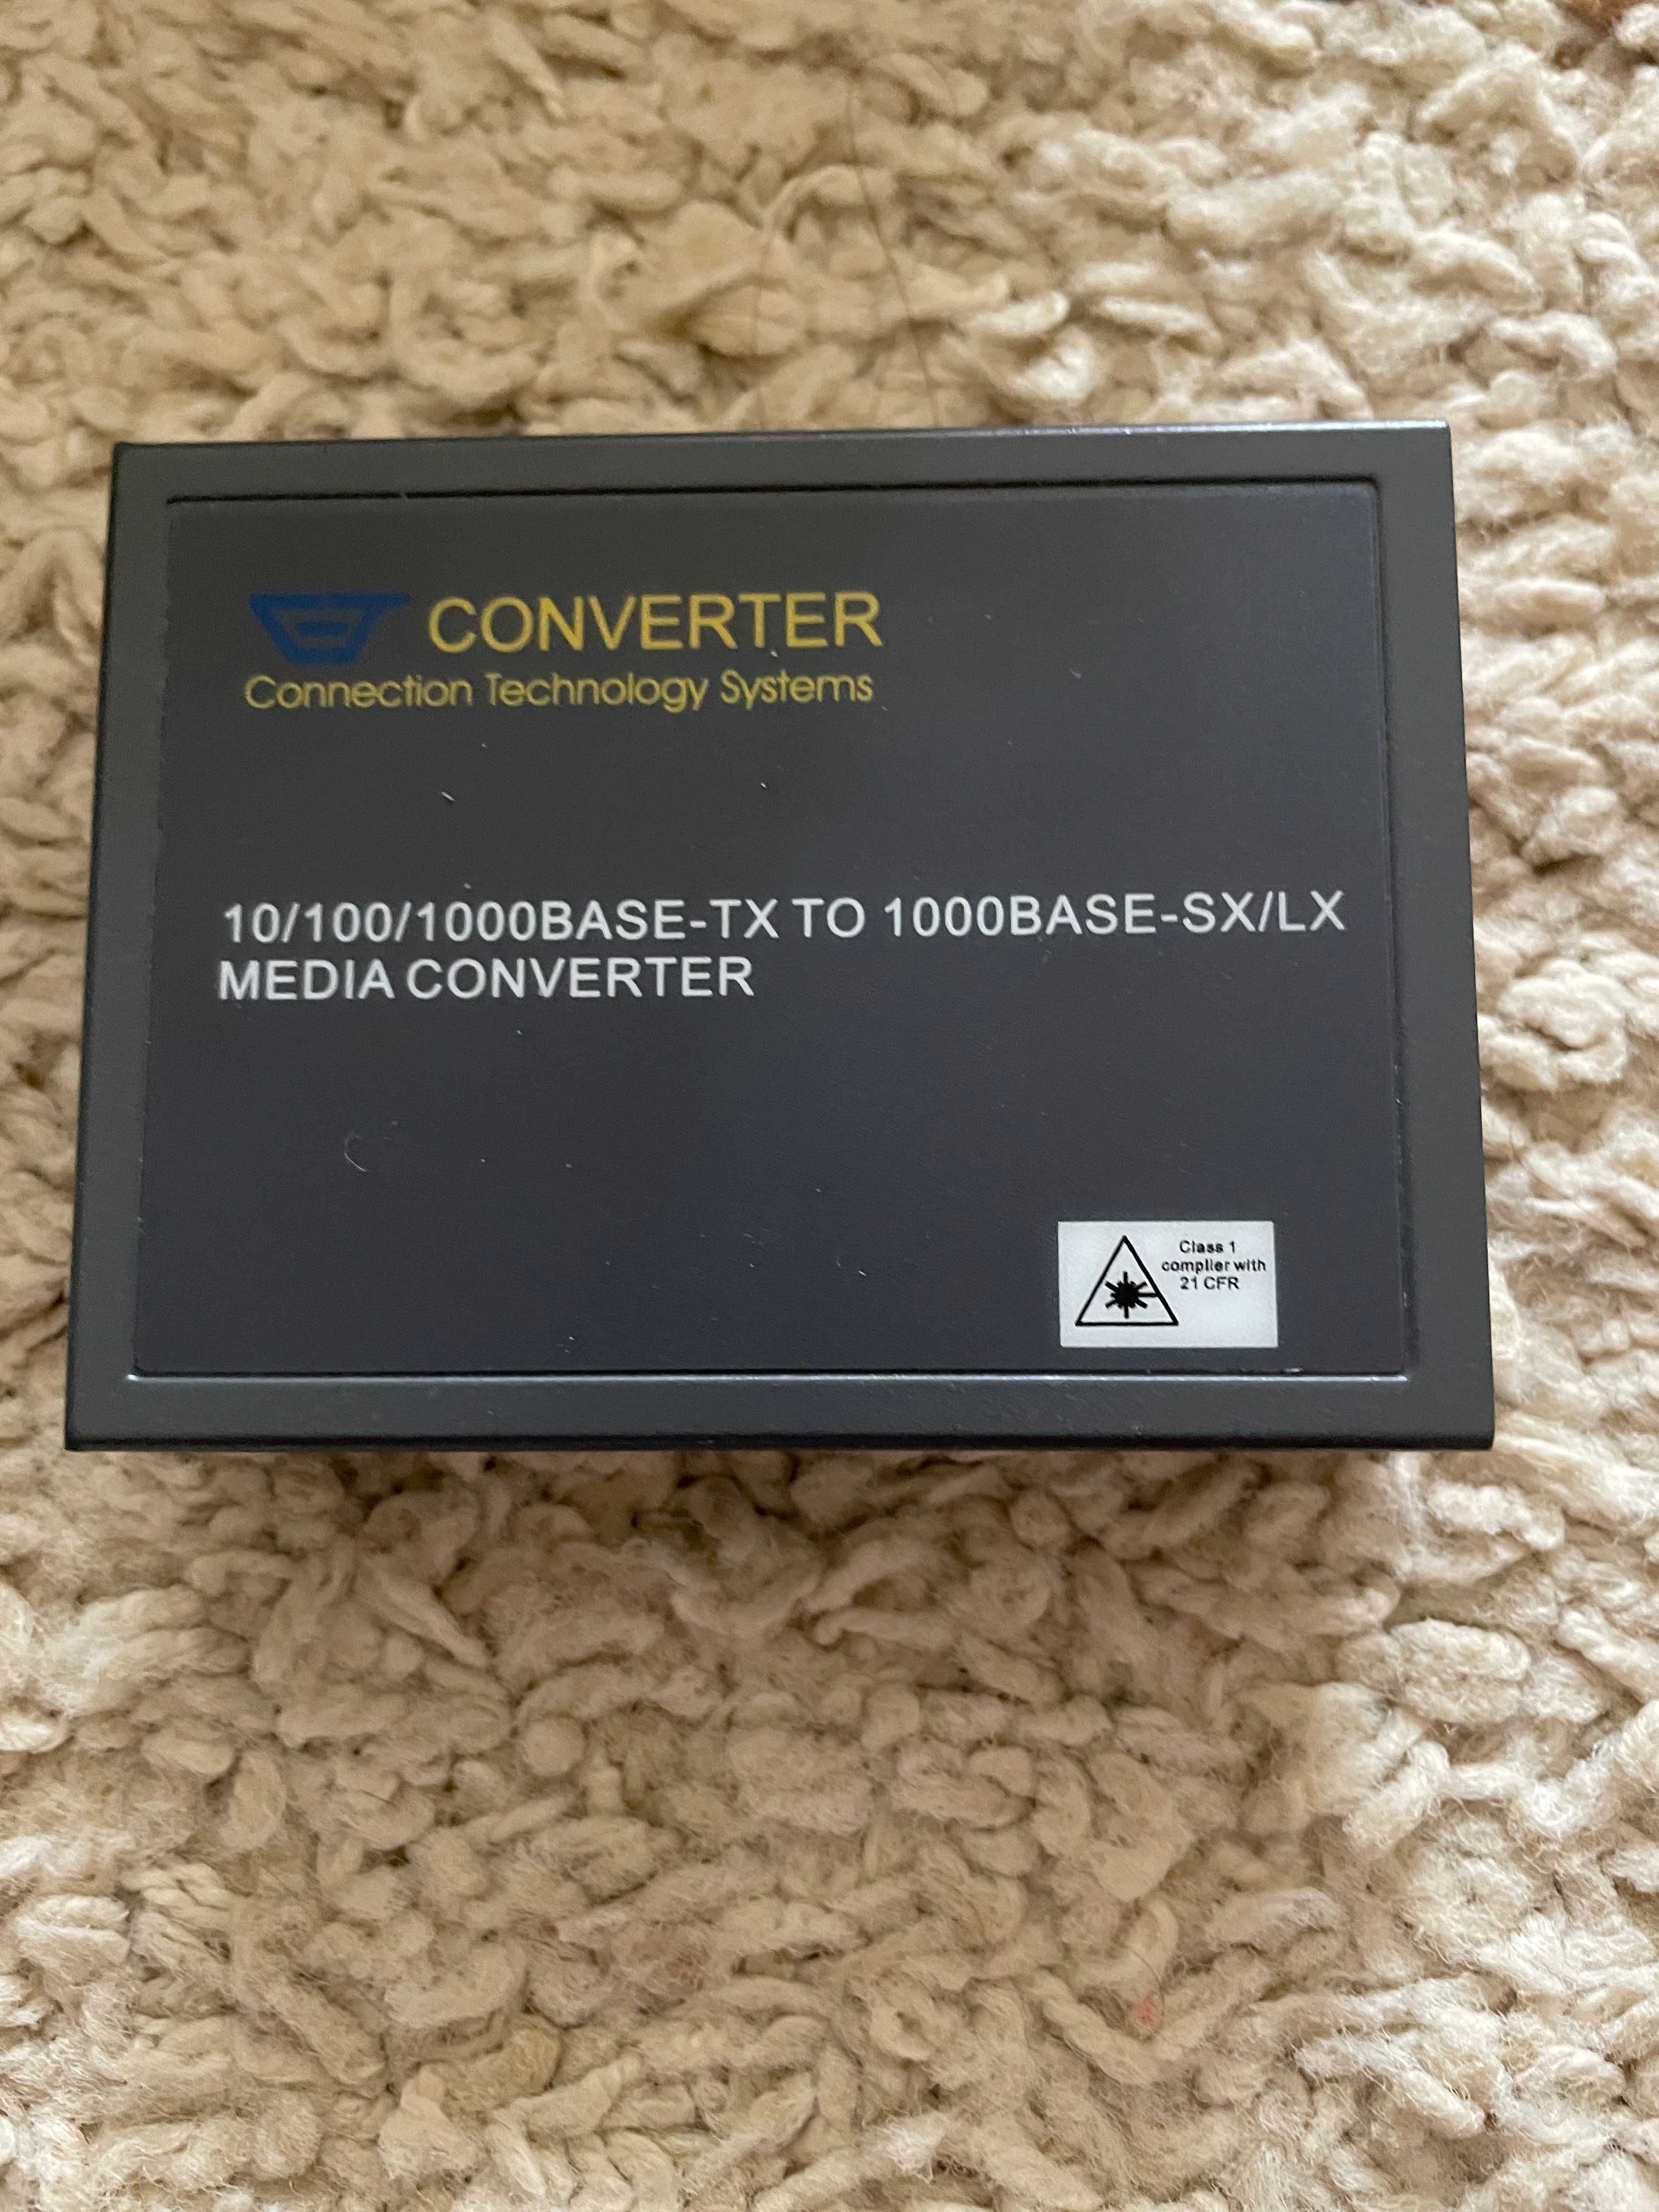 CONVERTER
Connection Technology Systems
10/100/1000BASE-TX TO 1000BASE-SX/LX
MEDIA CONVERTER
Class 1
complier with
21 CFR